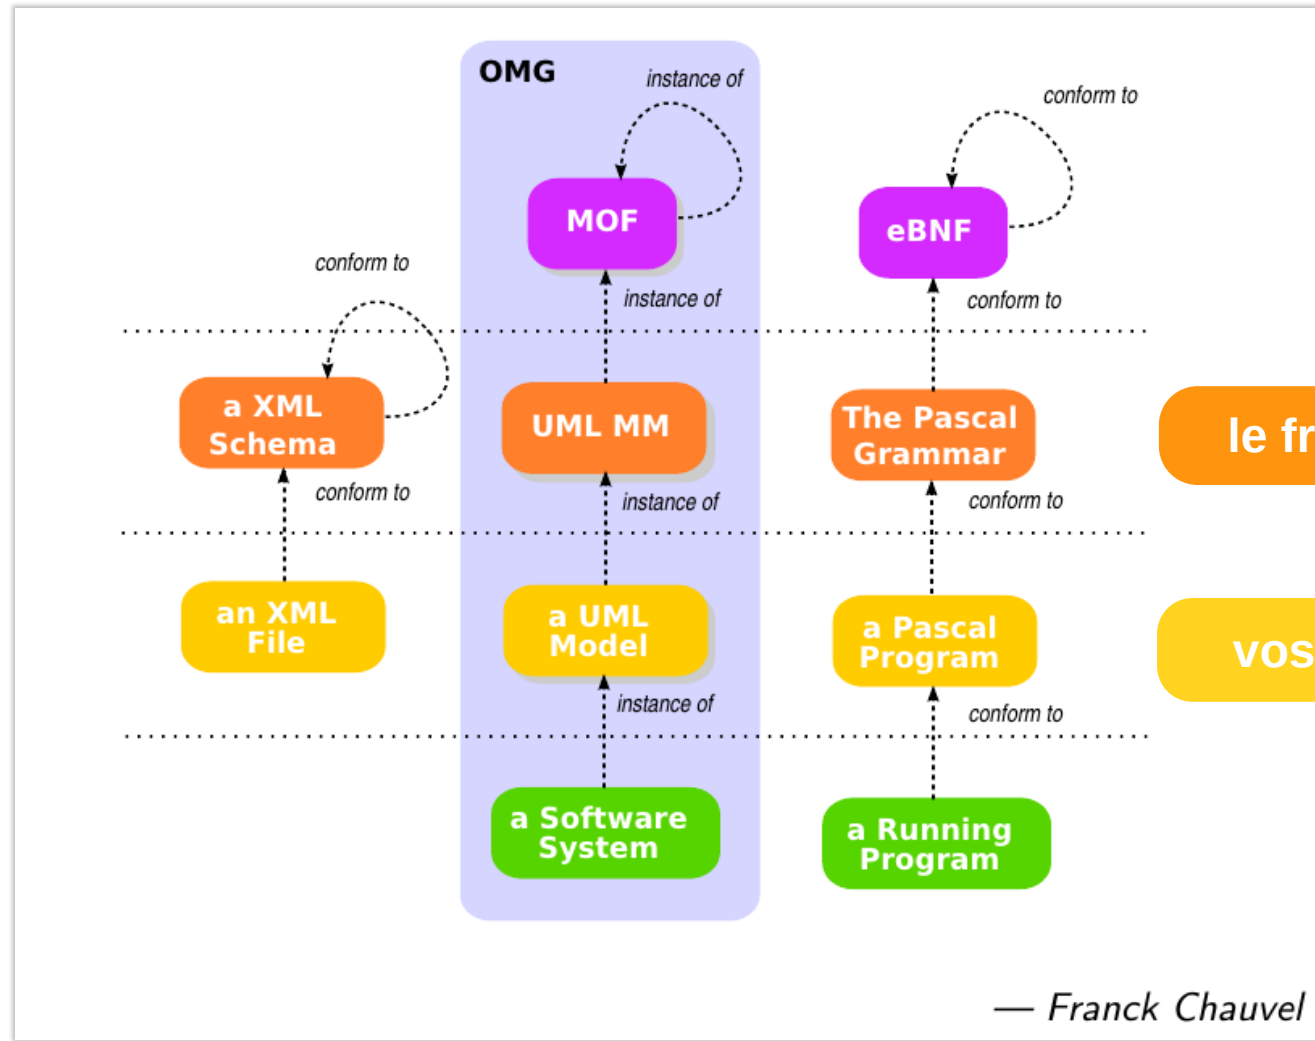 OMG
instance of
conform to
MOF
eBNF
conform to
instance of
conform to
a XML
Schema
UML MM
The Pascal
Grammar
le fr
conform to
instance of
conform to
an XML
File
a UML
Model
a Pascal
Program
vos
instance of
conform to
a Software
System
a Running
Program
— Franck Chauvel